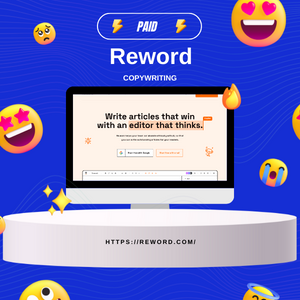 PAID
Reword
COPYWRITING
Write articles that win
with an editor that thinks.
HTTPS://REWORD.COM/